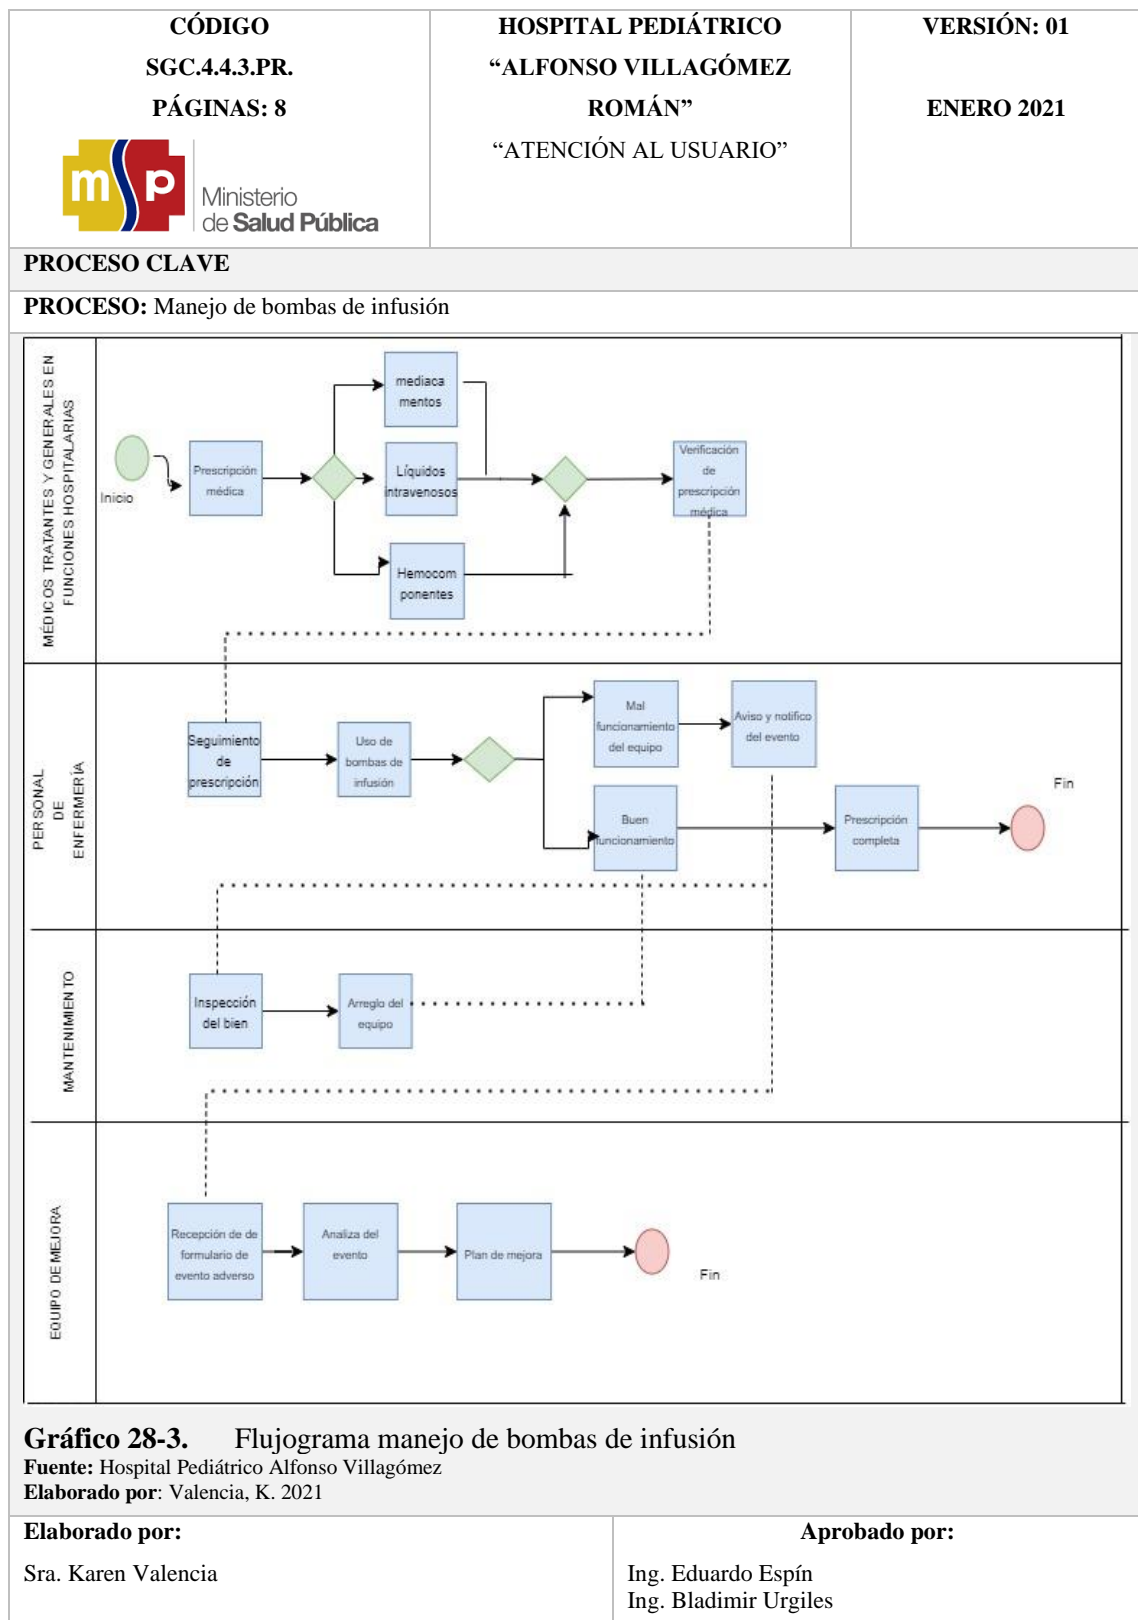 CÓDIGO
SGC.4.4.3.PR.
PÁGINAS: 8
msp
Ministerio
de Salud Pública
HOSPITAL PEDIÁTRICO
“ALFONSO VILLAGÓMEZ
ROMÁN”
“ATENCIÓN AL USUARIO”
VERSIÓN: 01
ENERO 2021
PROCESO CLAVE
PROCESO: Manejo de bombas de infusión
MÉDICOS TRATANTES Y GENERALES EN
FUNCIONES HOSPITALARIAS
Inicio
Prescripción
médica
mediaca
mentos
Líquidos
intravenosos
Hemocom
ponentes
Verificación
de
prescripción
médica
PERSONAL
DE
ENFERMERÍA
Seguimiento
de
prescripción
Uso de
bombas de
infusión
Mal
funcionamiento
del equipo
Aviso y notifico
del evento
Buen
funcionamiento
Prescripción
completa
Fin
MANTENIMIENTO
Inspección
del bien
Arreglo del
equipo
EQUIPO DE MEJORA
Recepción de de
formulario de
evento adverso
Analiza del
evento
Plan de mejora
Fin
Gráfico 28-3. Flujograma manejo de bombas de infusión
Fuente: Hospital Pediátrico Alfonso Villagómez
Elaborado por: Valencia, K. 2021
Elaborado por:
Sra. Karen Valencia
Aprobado por:
Ing. Eduardo Espín
Ing. Bladimir Urgiles